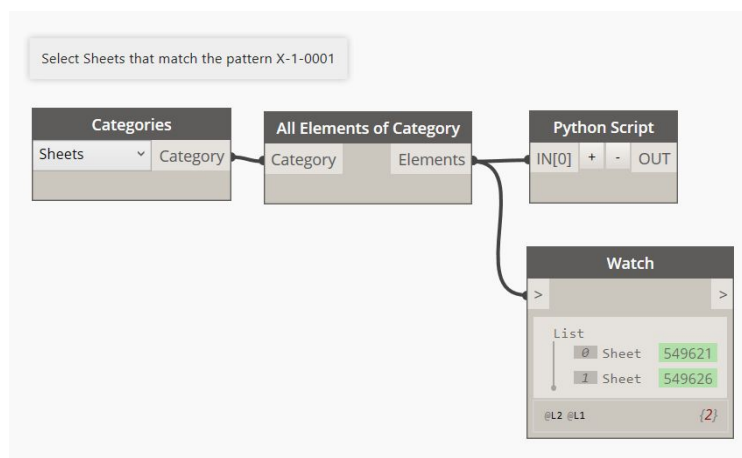 Select Sheets that match the pattern X-1-0001
Categories
Sheets Category
All Elements of Category
Category Elements
Python Script
IN[0] + - OUT
Watch
> >
List
0 Sheet 549621
1 Sheet 549626
@L2 @L1 {2}